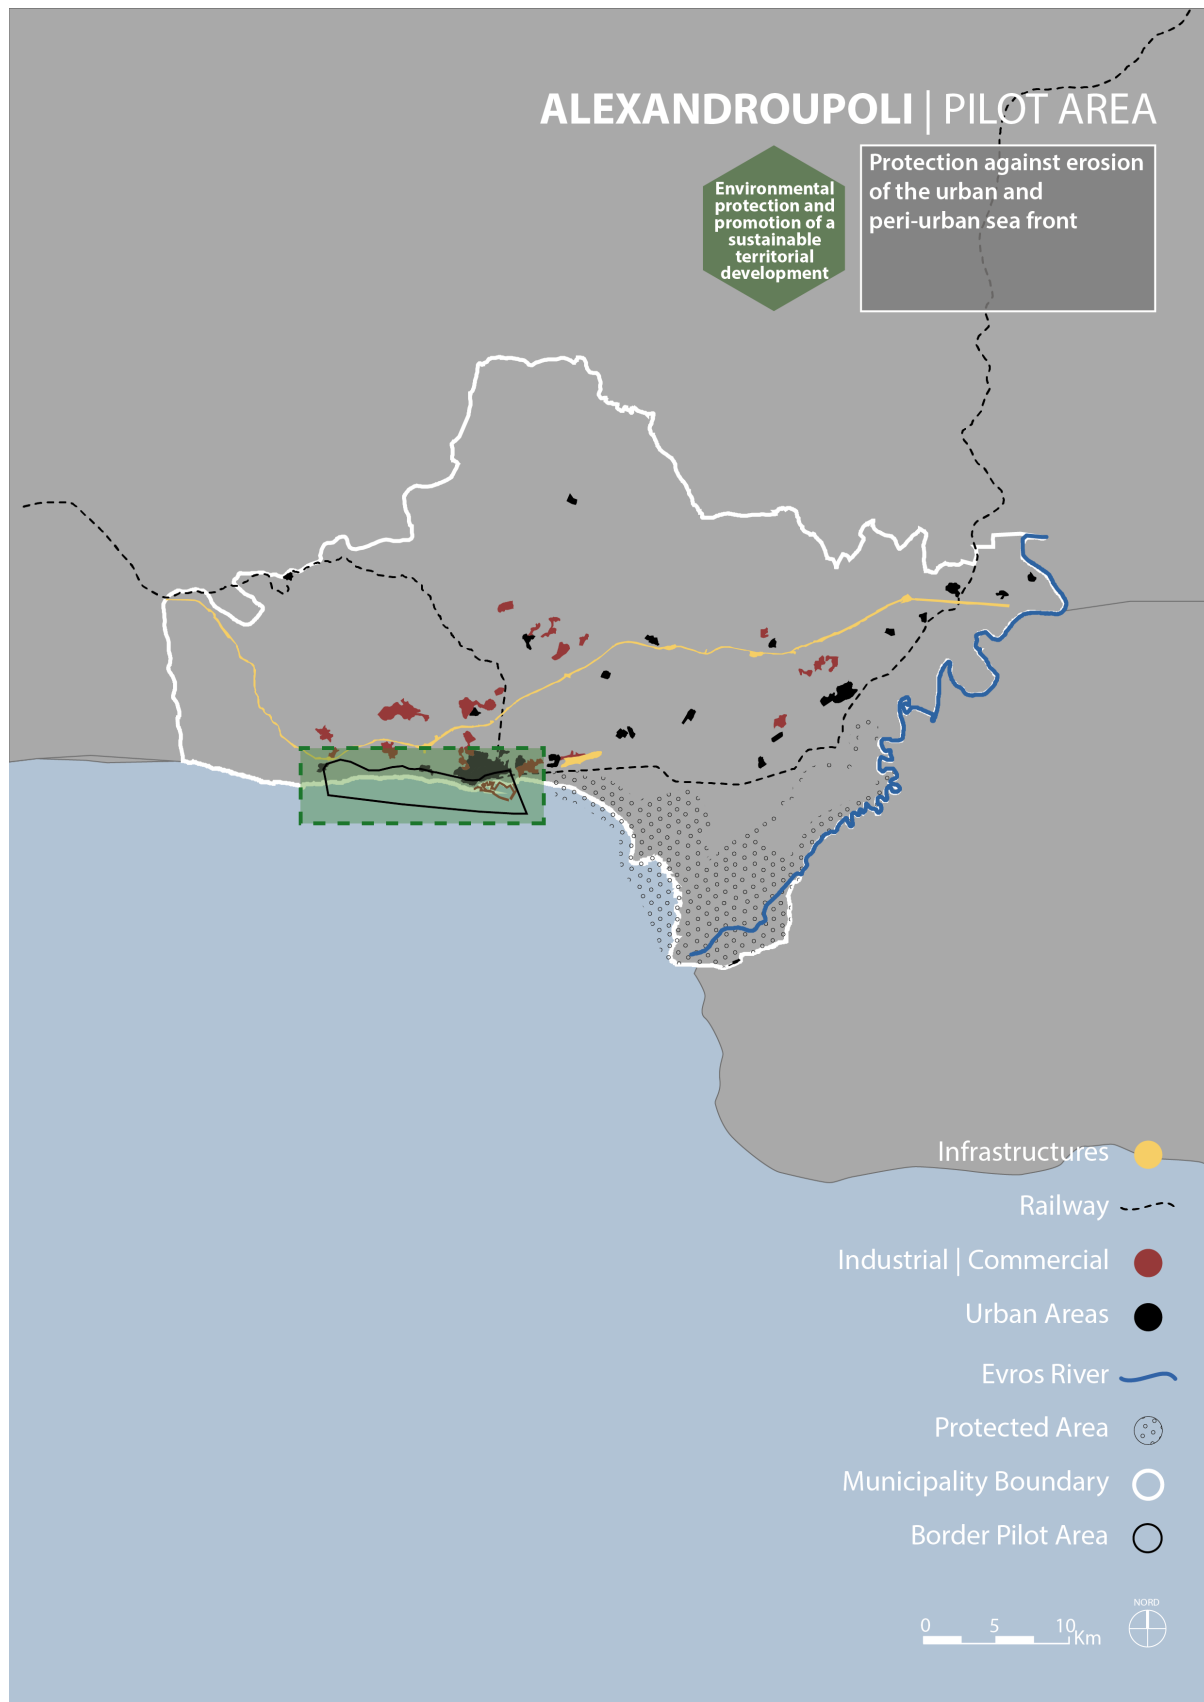 ALEXANDROUPOLI | PILOT AREA
Environmental
protection and
promotion of a
sustainable
territorial
development
Protection against erosion
of the urban and
peri-urban sea front
Infrastructures
Railway
Industrial | Commercial
Urban Areas
Evros River
Protected Area
Municipality Boundary
Border Pilot Area
NORD
0 5 10 Km